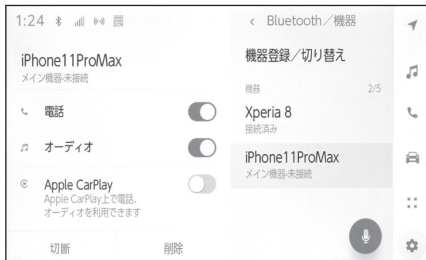 1:24
iPhone11ProMax
メイン機器-未接続
電話
オーディオ
Apple CarPlay
Apple CarPlay上で電話、
オーディオを利用できます
切断
削除
< Bluetooth/機器
機器登録/切り替え
機器 2/5
Xperia 8
接続済み
iPhone11ProMax
メイン機器-未接続